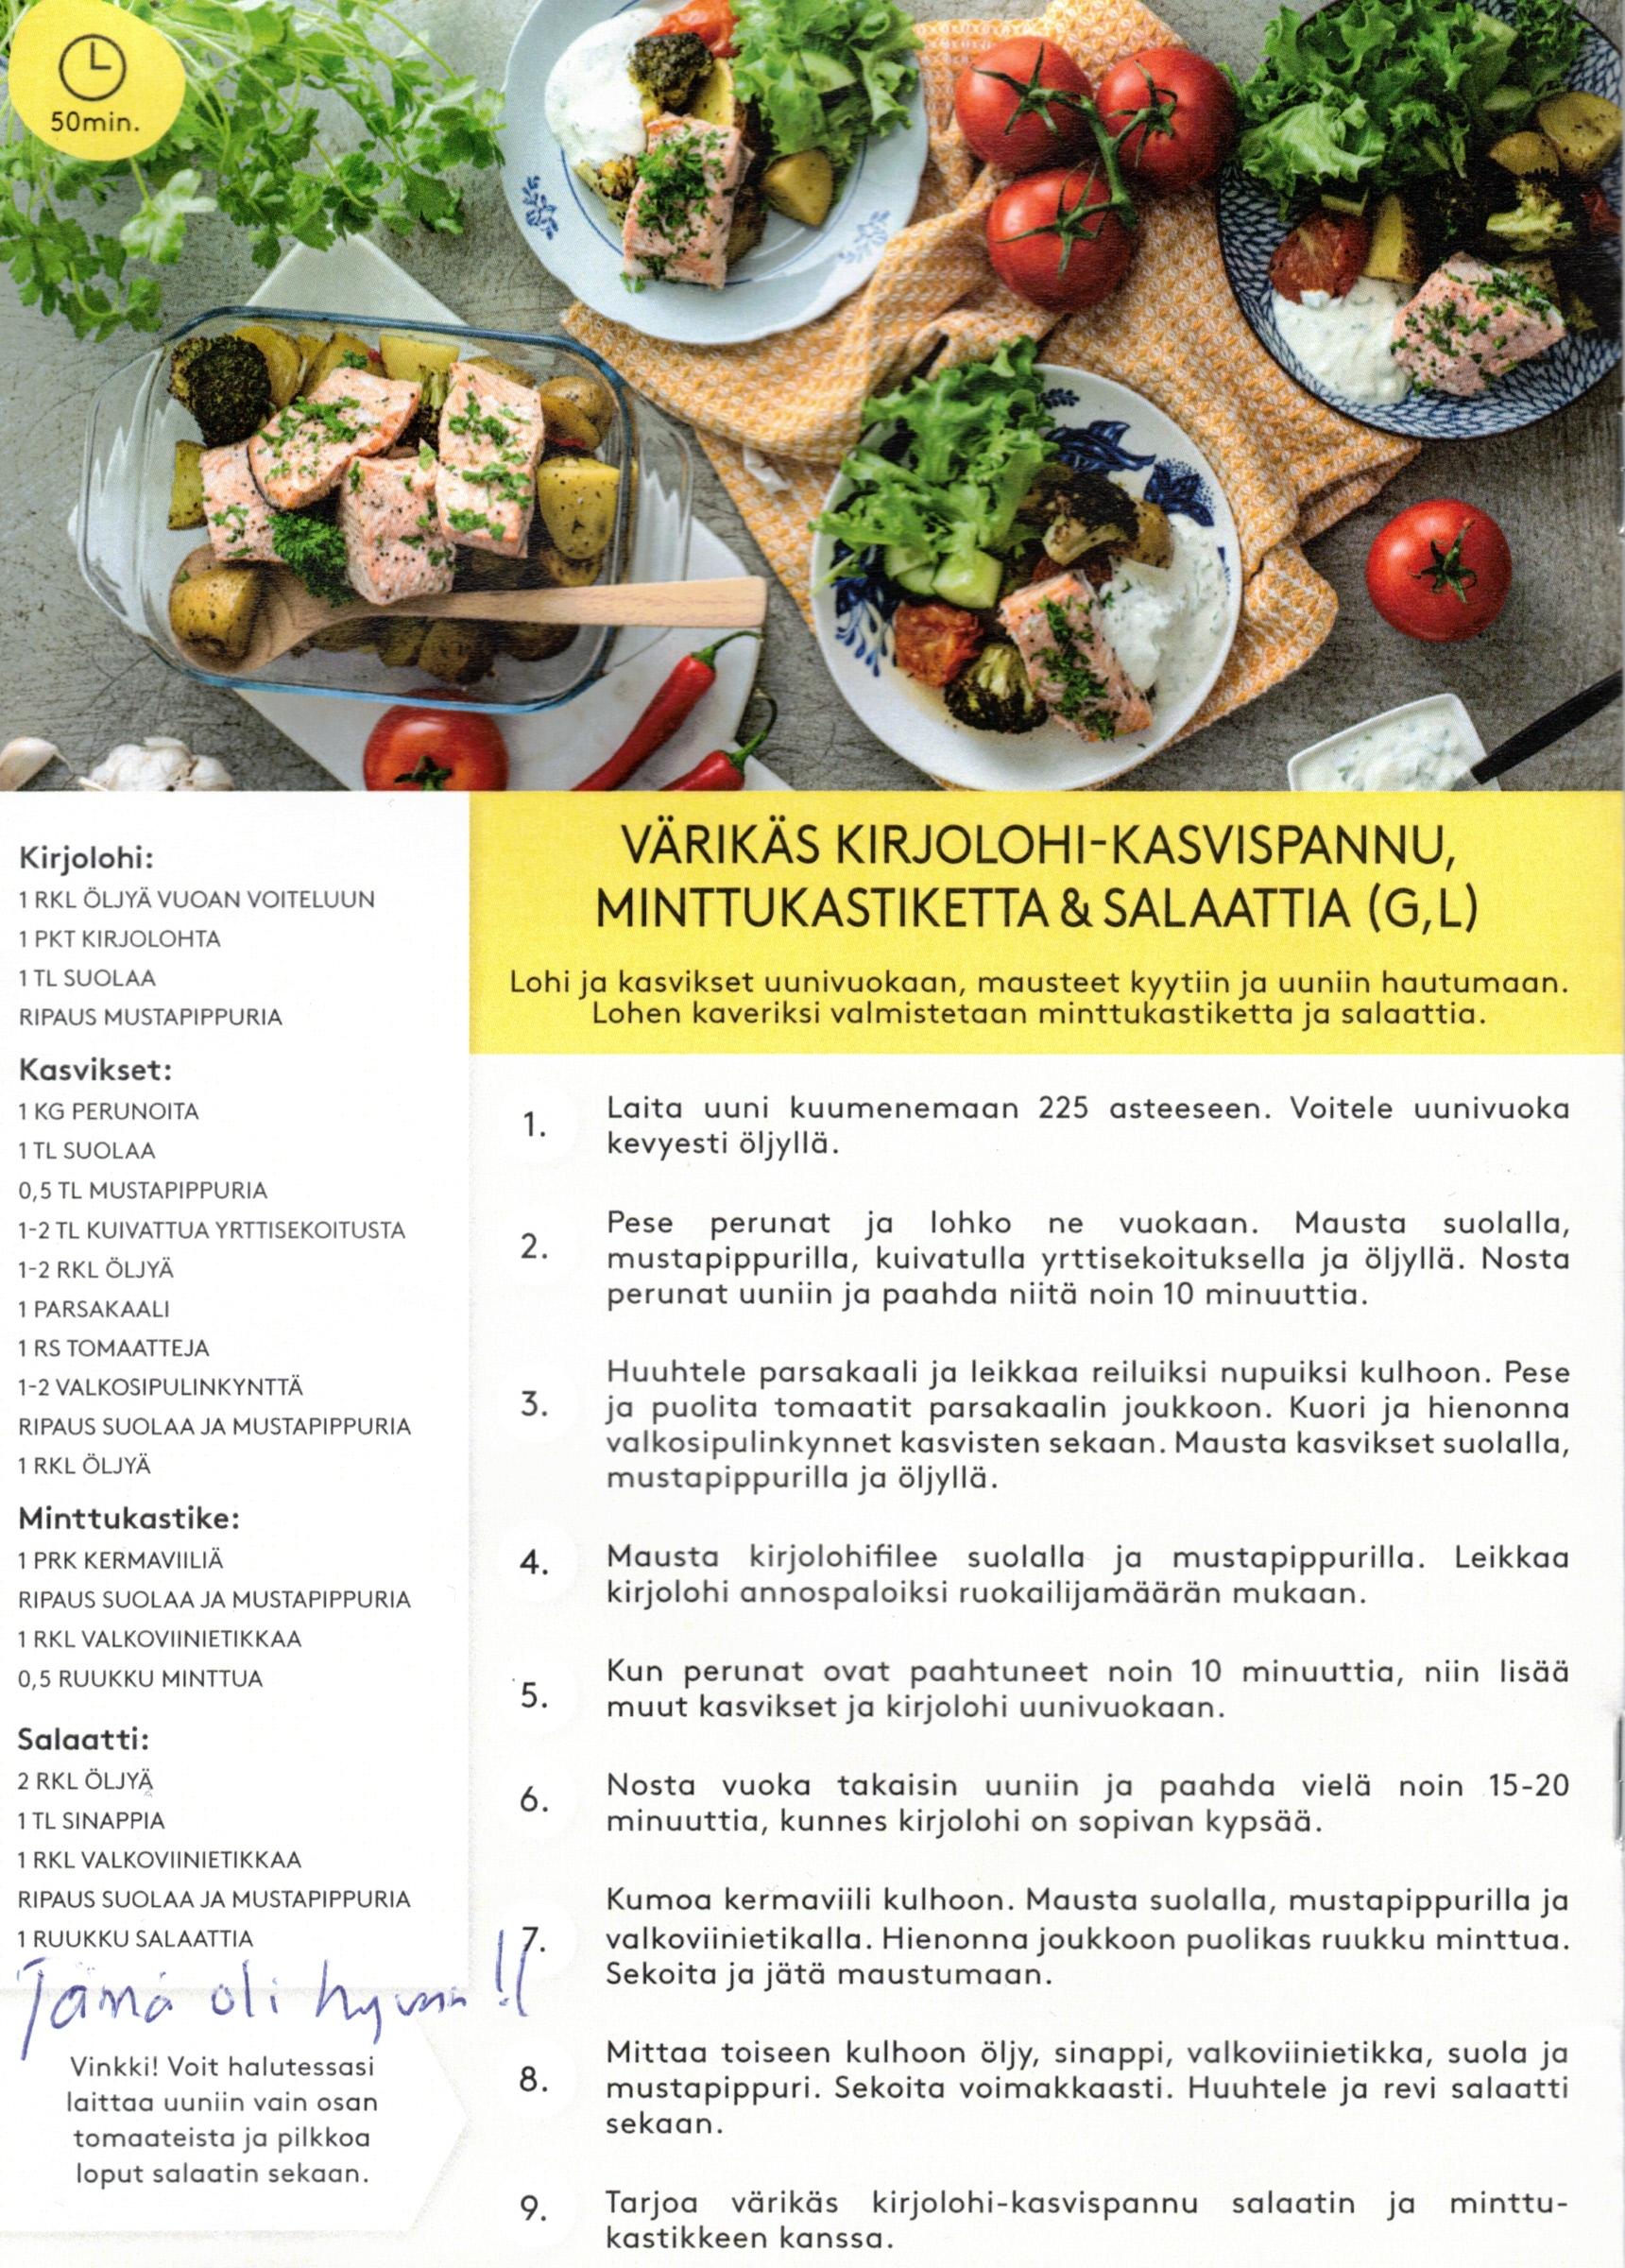 50min.
Kirjolohi:
1 RKL ÖLJYÄ VUOAN VOITELUUN
1 PKT KIRJOLOHTA
1 TL SUOLAA
RIPAUS MUSTAPIPPURIA
Kasvikset:
1 KG PERUNOITA
1 TL SUOLAA
0,5 TL MUSTAPIPPURIA
1-2 TL KUIVATTUA YRTTISEKOITUSTA
1-2 RKL ÖLJYÄ
1 PARSAKAALI
1 RS TOMAATTEJA
1-2 VALKOSIPULINKYNTTÄ
RIPAUS SUOLAA JA MUSTAPIPPURIA
1 RKL ÖLJYÄ
Minttukastike:
1 PRK KERMAVIILIÄ
RIPAUS SUOLAA JA MUSTAPIPPURIA
1 RKL VALKOVIINIETIKKAA
0,5 RUUKKU MINTTUA
Salaatti:
2 RKL ÖLJYÄ
1 TL SINAPPIA
1 RKL VALKOVIINIETIKKAA
RIPAUS SUOLAA JA MUSTAPIPPURIA
1 RUUKKU SALAATTIA
Tämä oli hyvää!!
Vinkki! Voit halutessasi
laittaa uuniin vain osan
tomaateista ja pilkkoa
loput salaatin sekaan.
VÄRIKÄS KIRJOLOHI-KASVISPANNU,
MINTTUKASTIKETTA & SALAATTIA (G,L)
Lohi ja kasvikset uunivuokaan, mausteet kyytiin ja uuniin hautumaan.
Lohen kaveriksi valmistetaan minttukastiketta ja salaattia.
1. Laita uuni kuumenemaan 225 asteeseen. Voitele uunivuoka
kevyesti öljyllä.
2. Pese perunat ja lohko ne vuokaan. Mausta suolalla,
mustapippurilla, kuivatulla yrttisekoituksella ja öljyllä. Nosta
perunat uuniin ja paahda niitä noin 10 minuuttia.
3. Huuhtele parsakaali ja leikkaa reiluiksi nupuiksi kulhoon. Pese
ja puolita tomaatit parsakaalin joukkoon. Kuori ja hienonna
valkosipulinkynnet kasvisten sekaan. Mausta kasvikset suolalla,
mustapippurilla ja öljyllä.
4. Mausta kirjolohifilee suolalla ja mustapippurilla. Leikkaa
kirjolohi annospaloiksi ruokailijamäärän mukaan.
5. Kun perunat ovat paahtuneet noin 10 minuuttia, niin lisää
muut kasvikset ja kirjolohi uunivuokaan.
6. Nosta vuoka takaisin uuniin ja paahda vielä noin 15-20
minuuttia, kunnes kirjolohi on sopivan kypsää.
7. Kumoa kermaviili kulhoon. Mausta suolalla, mustapippurilla ja
valkoviinietikalla. Hienonna joukkoon puolikas ruukku minttua.
Sekoita ja jätä maustumaan.
8. Mittaa toiseen kulhoon öljy, sinappi, valkoviinietikka, suola ja
mustapippuri. Sekoita voimakkaasti. Huuhtele ja revi salaatti
sekaan.
9. Tarjoa värikäs kirjolohi-kasvispannu salaatin ja minttu-
kastikkeen kanssa.